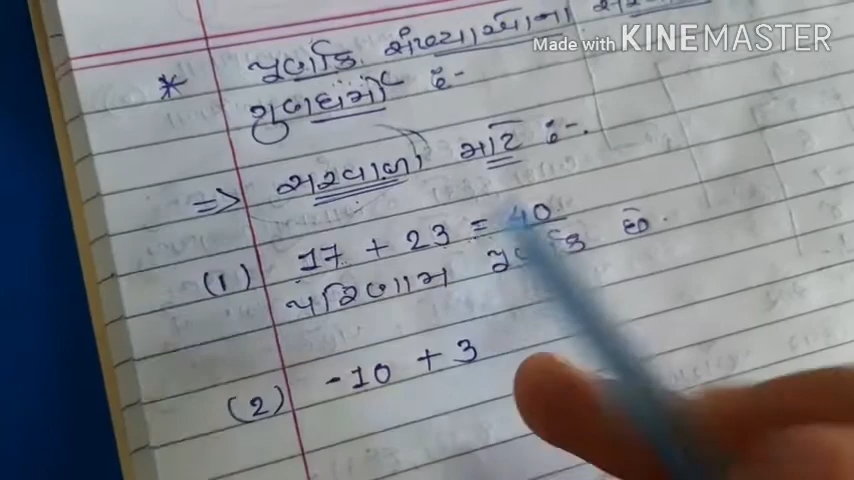 Made with KINEMASTER
* પૂર્ણાંક સંખ્યાઓના
ગુણધર્મો :-
=> સરવાળા માટે :-
(1) 17 + 23 = 40
પરિણામ પૂર્ણાંક છે.
(2) -10 + 3